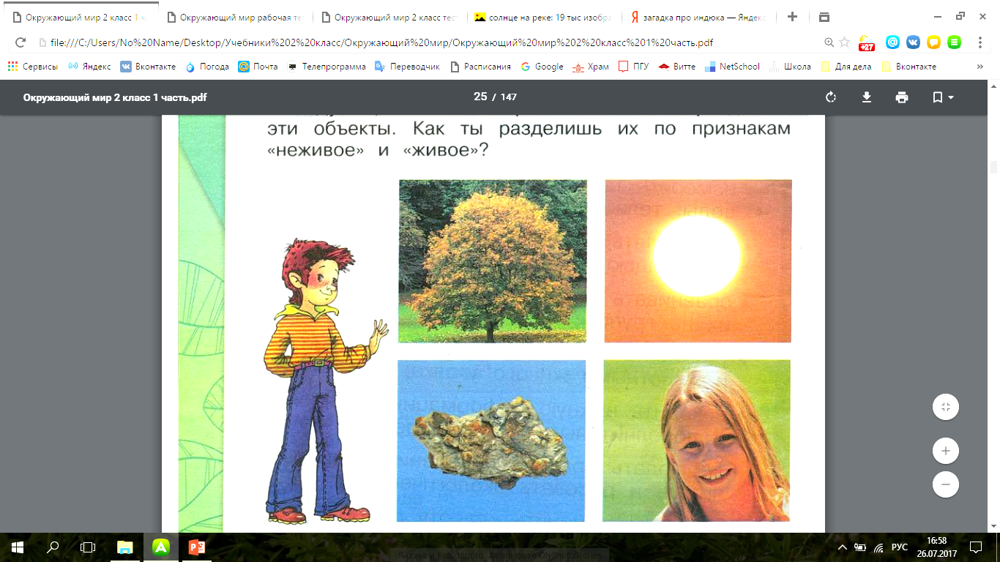 Окружающий мир 2 класс 1 ч
Окружающий мир рабочая те
Окружающий мир 2 класс тес
солнце на реке: 19 тыс изобра
загадка про индюка — Яндекс
file:///C:/Users/No%20Name/Desktop/Учебники%202%20класс/Окружающий%20мир/Окружающий%20мир%202%20класс%201%20часть.pdf
+27
Сервисы Яндекс Вконтакте Погода Почта Телепрограмма Переводчик Расписания Google Храм ПГУ Витте NetSchool Школа Для дела Вконтакте »
Окружающий мир 2 класс 1 часть.pdf
25 / 147
эти объекты. Как ты разделишь их по признакам
«неживое» и «живое»?
РУС
16:58
26.07.2017